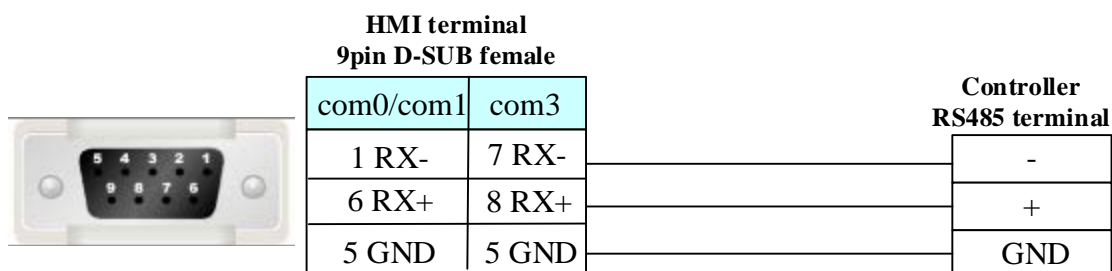 HMI terminal
9pin D-SUB female
Controller
RS485 terminal
com0/com1 com3
1 RX- 7 RX- -
6 RX+ 8 RX+ +
5 GND 5 GND GND
5 4 3 2 1
9 8 7 6